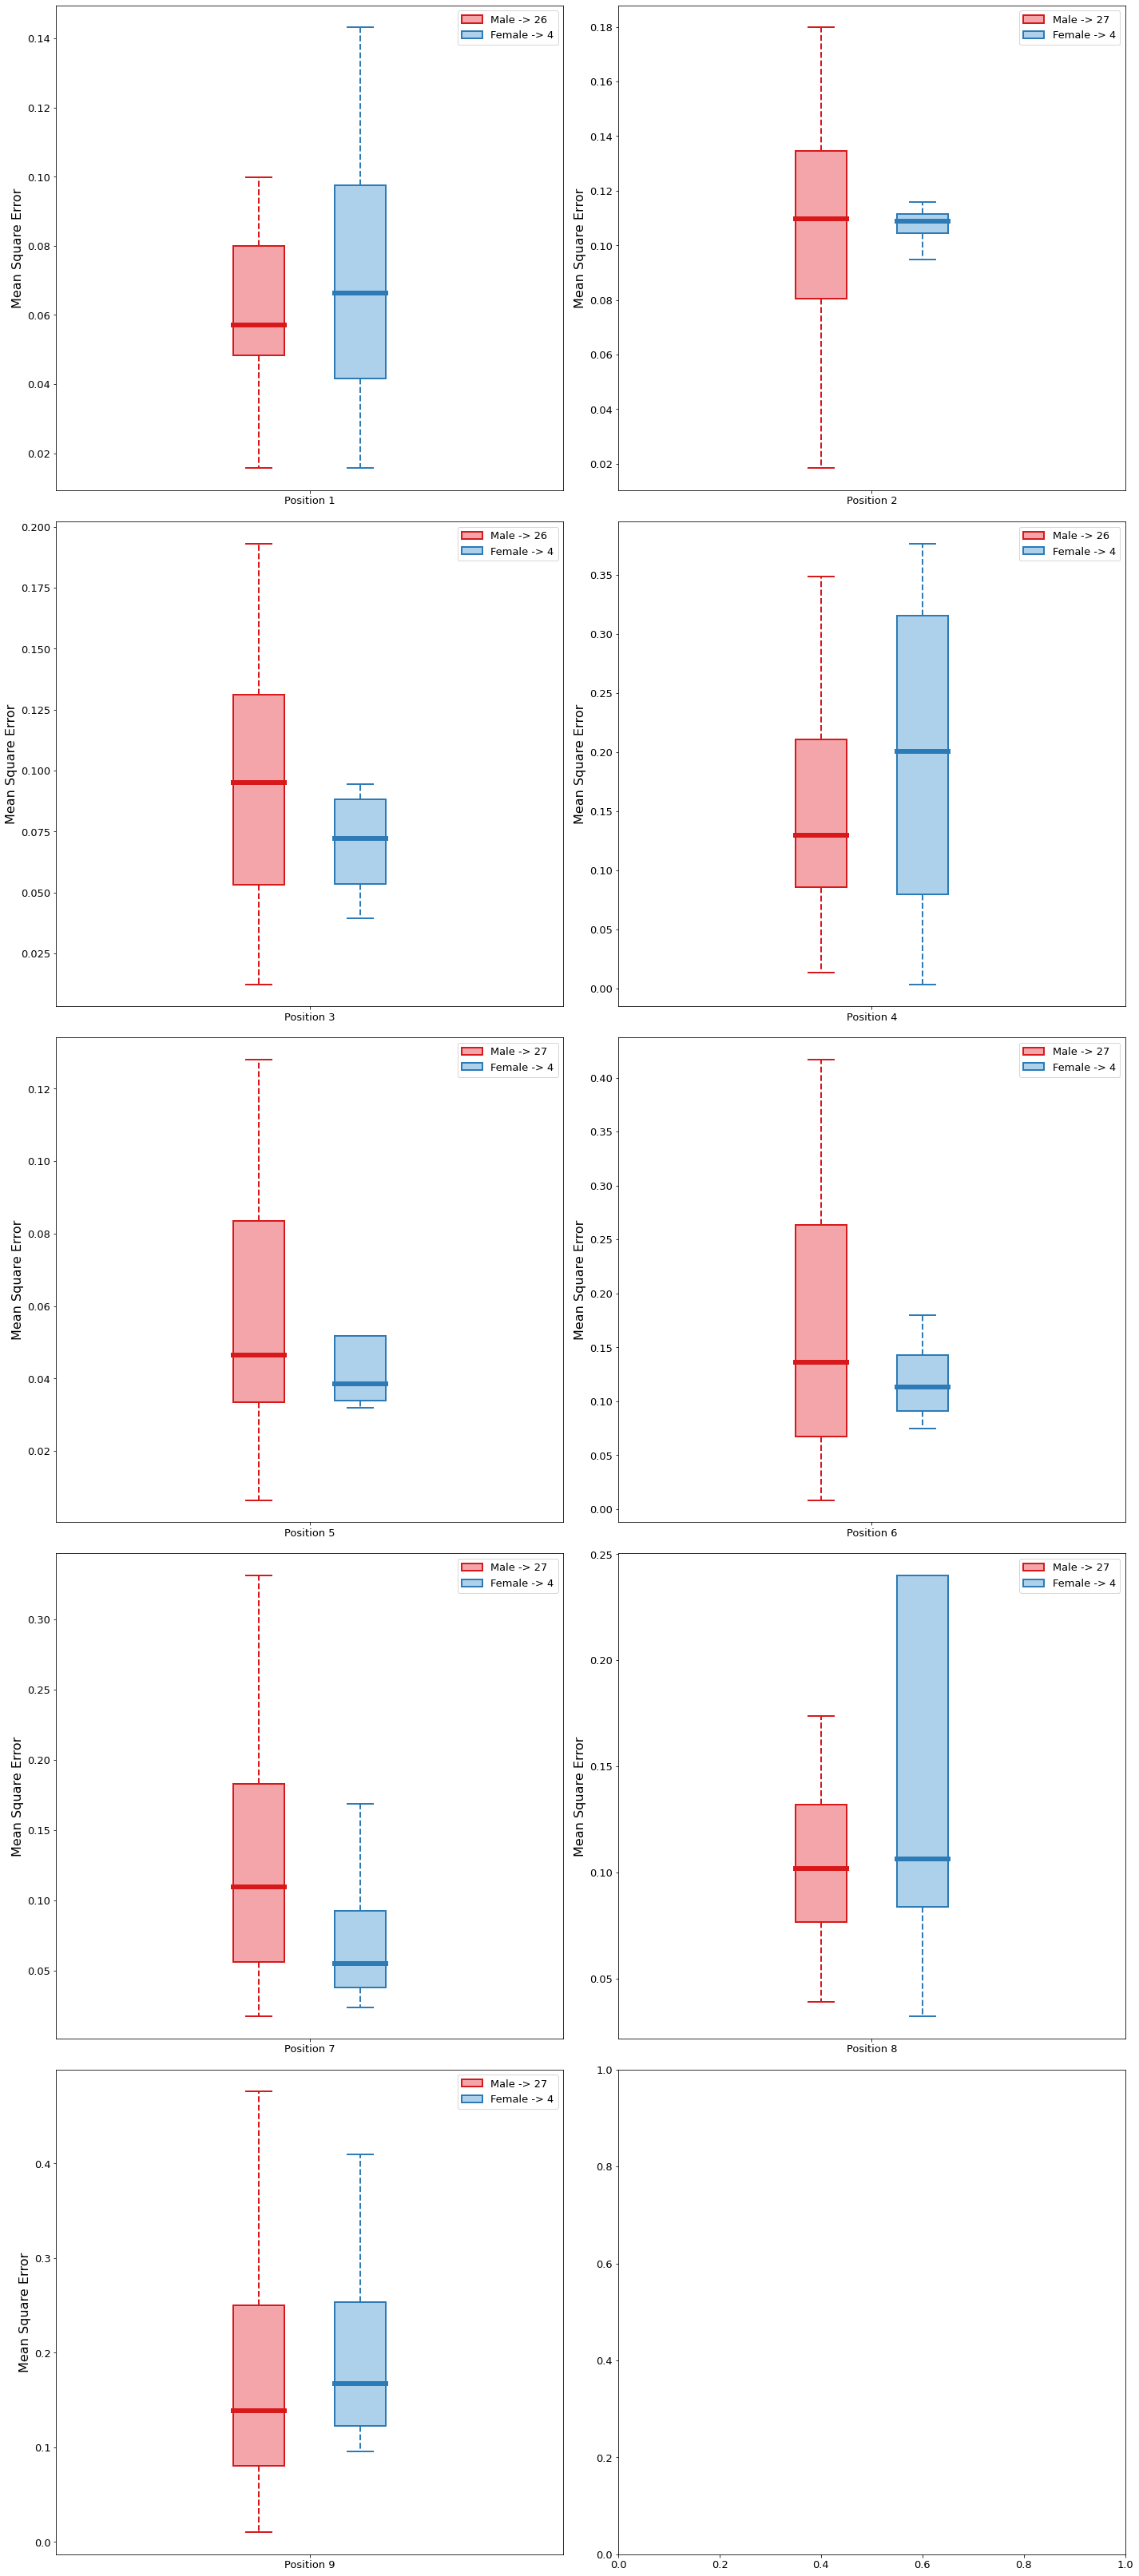 Male -> 26
Female -> 4
0.14
0.12
0.10
0.08
0.06
0.04
0.02
Mean Square Error
Position 1
Male -> 27
Female -> 4
0.18
0.16
0.14
0.12
0.10
0.08
0.06
0.04
0.02
Mean Square Error
Position 2
Male -> 26
Female -> 4
0.200
0.175
0.150
0.125
0.100
0.075
0.050
0.025
Mean Square Error
Position 3
Male -> 26
Female -> 4
0.35
0.30
0.25
0.20
0.15
0.10
0.05
0.00
Mean Square Error
Position 4
Male -> 27
Female -> 4
0.12
0.10
0.08
0.06
0.04
0.02
Mean Square Error
Position 5
Male -> 27
Female -> 4
0.40
0.35
0.30
0.25
0.20
0.15
0.10
0.05
0.00
Mean Square Error
Position 6
Male -> 27
Female -> 4
0.30
0.25
0.20
0.15
0.10
0.05
Mean Square Error
Position 7
Male -> 27
Female -> 4
0.25
0.20
0.15
0.10
0.05
Mean Square Error
Position 8
Male -> 27
Female -> 4
0.4
0.3
0.2
0.1
0.0
Mean Square Error
Position 9
1.0
0.8
0.6
0.4
0.2
0.0
0.0 0.2 0.4 0.6 0.8 1.0